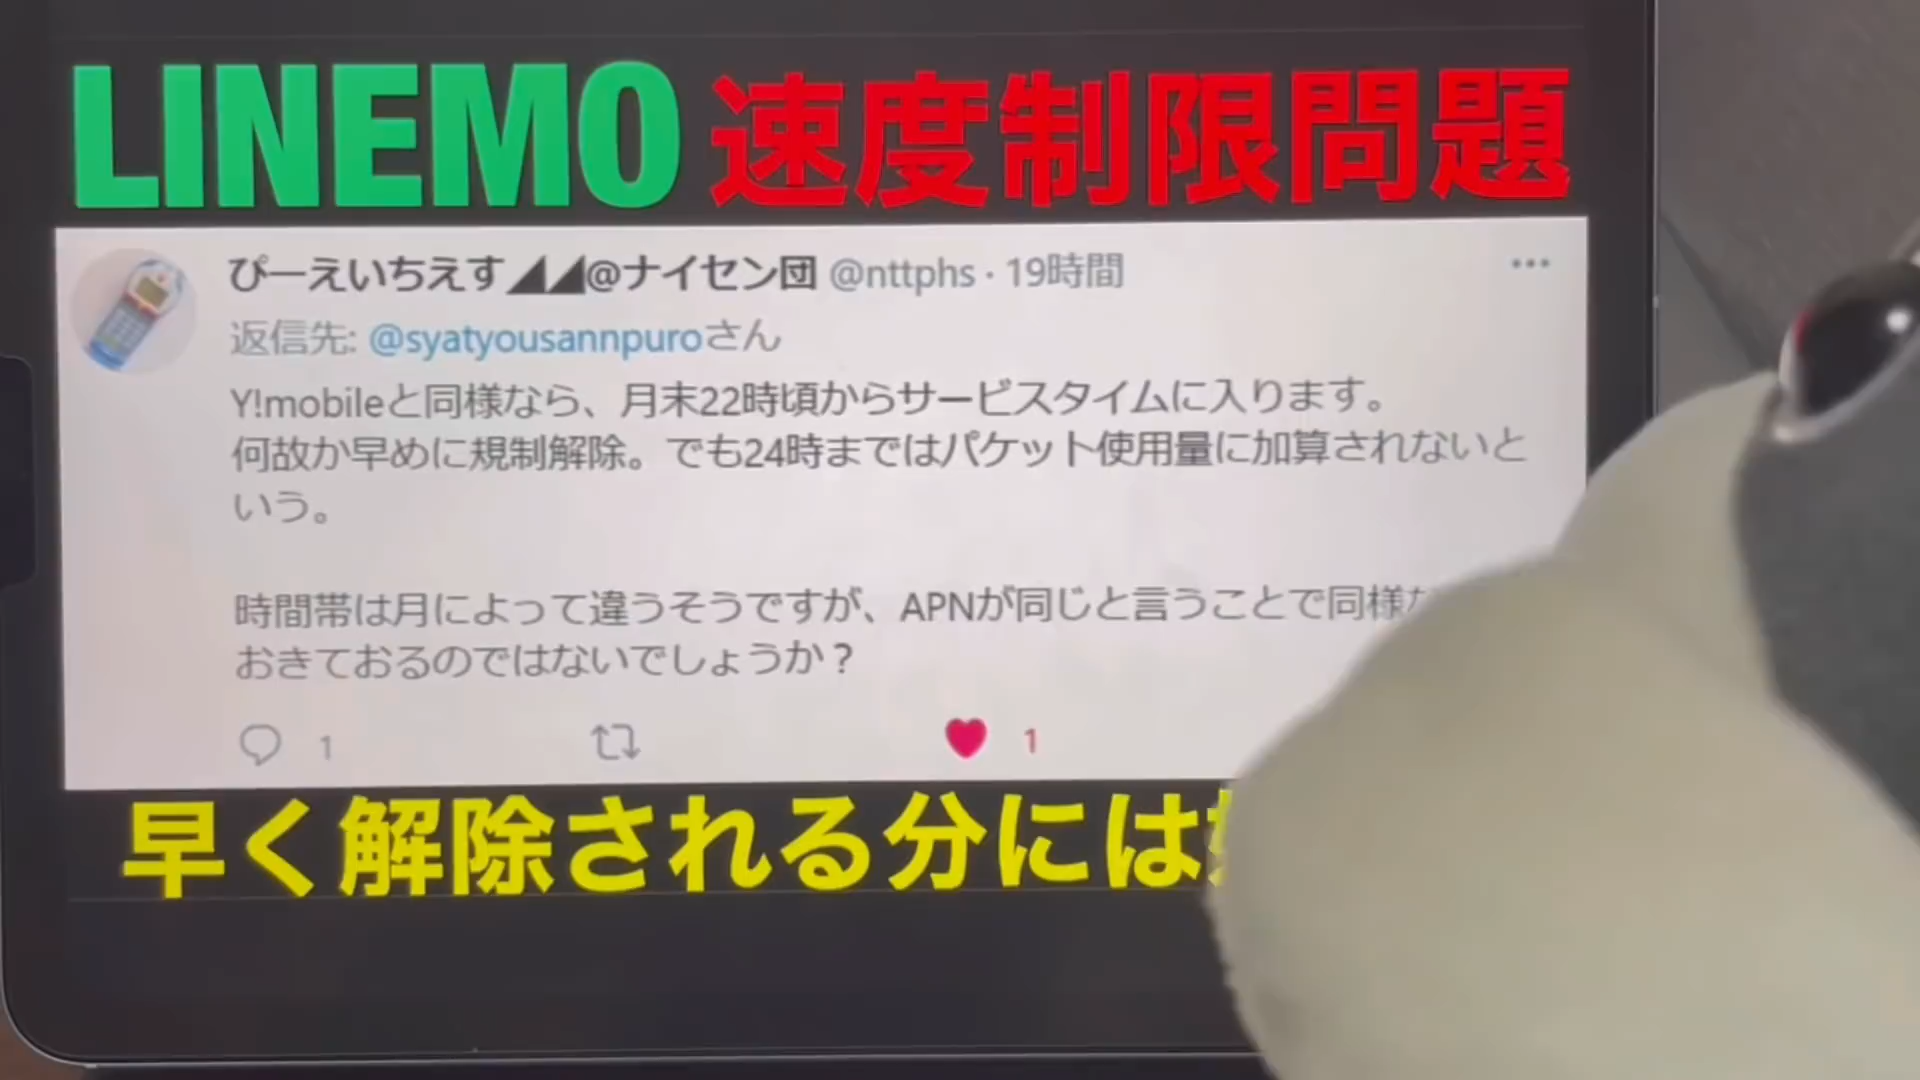 LINEMO 速度制限問題
ぴーえいちえす◢◢@ナイセン団 @nttphs · 19時間
返信先: @syatyousannpuroさん
Y!mobileと同様なら、月末22時頃からサービスタイムに入ります。
何故か早めに規制解除。でも24時まではパケット使用量に加算されないと
いう。
時間帯は月によって違うそうですが、APNが同じと言うことで同様な
おきておるのではないでしょうか？
1
1
早く解除される分には